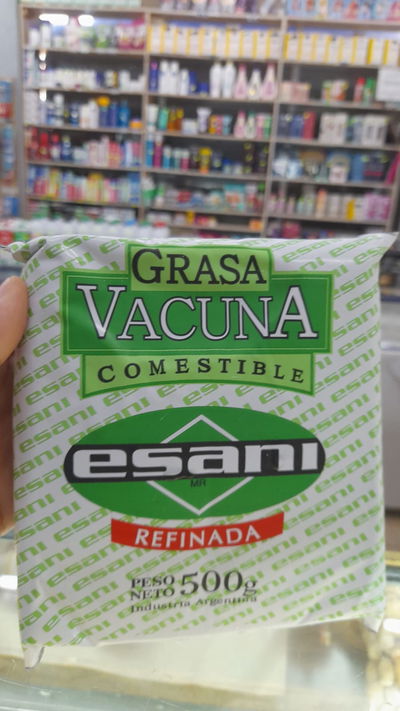 GRASA
VACUNA
COMESTIBLE
esani
MR
REFINADA
PESO
NETO 500g
Industria Argentina